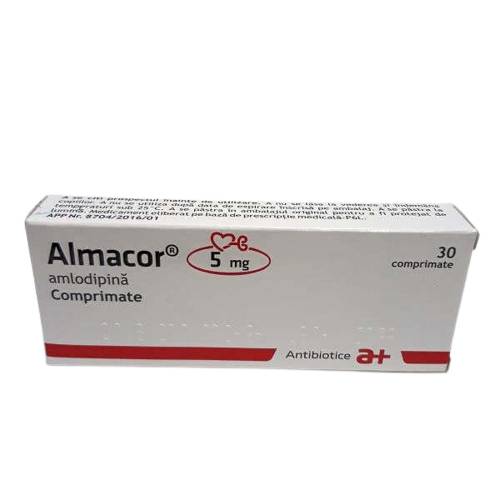 A se citi prospectul înainte de utilizare. A nu se lăsa la vederea și îndemâna
copiilor. A nu se utiliza după data de expirare înscrisă pe ambalaj. A se păstra la
temperaturi sub 25°C. A se păstra în ambalajul original pentru a fi protejat de
lumină. Medicament eliberat pe bază de prescripție medicală-P6L.
APP Nr. 8704/2016/01
Almacor®
5 mg
amlodipină
Comprimate
30
comprimate
Antibiotice a+